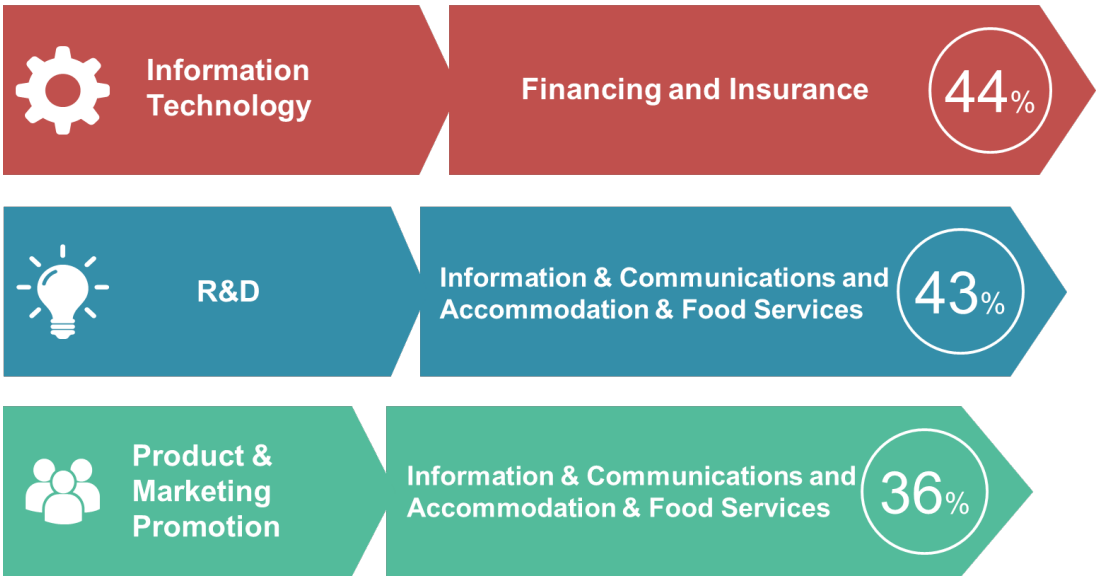 Information
Technology
Financing and Insurance
44%
R&D
Information & Communications and
Accommodation & Food Services
43%
Product &
Marketing
Promotion
Information & Communications and
Accommodation & Food Services
36%